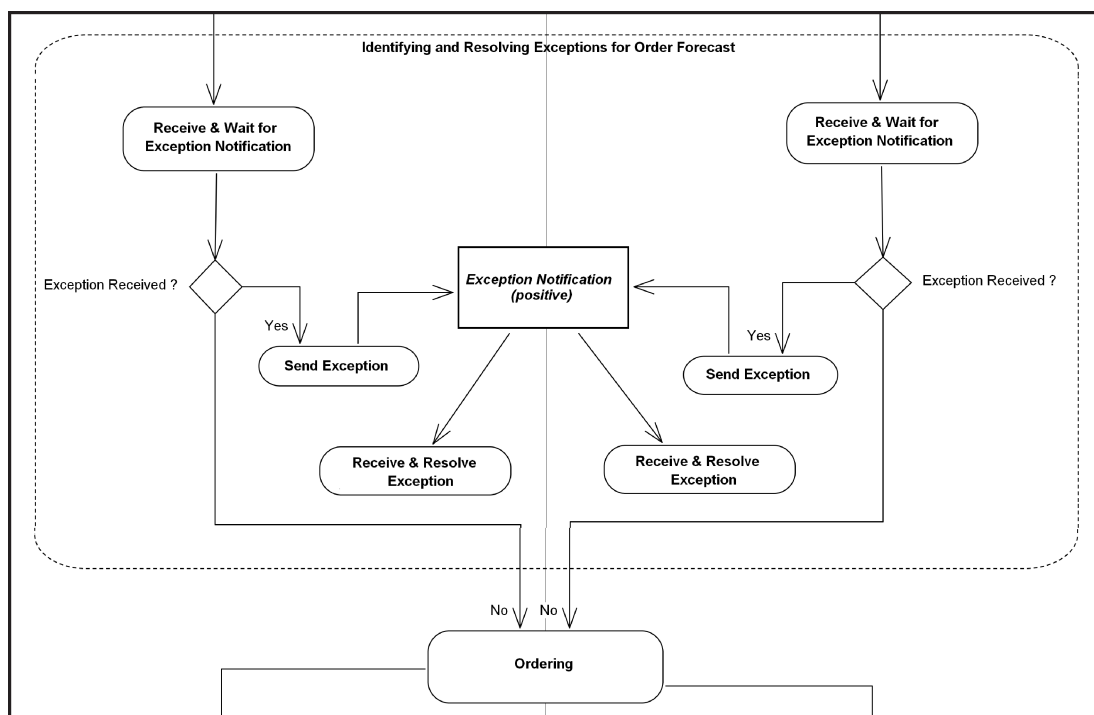 Identifying and Resolving Exceptions for Order Forecast
Receive & Wait for
Exception Notification
Receive & Wait for
Exception Notification
Exception Received ?
Exception Notification
(positive)
Exception Received ?
Yes
Yes
Send Exception
Send Exception
Receive & Resolve
Exception
Receive & Resolve
Exception
No
No
Ordering